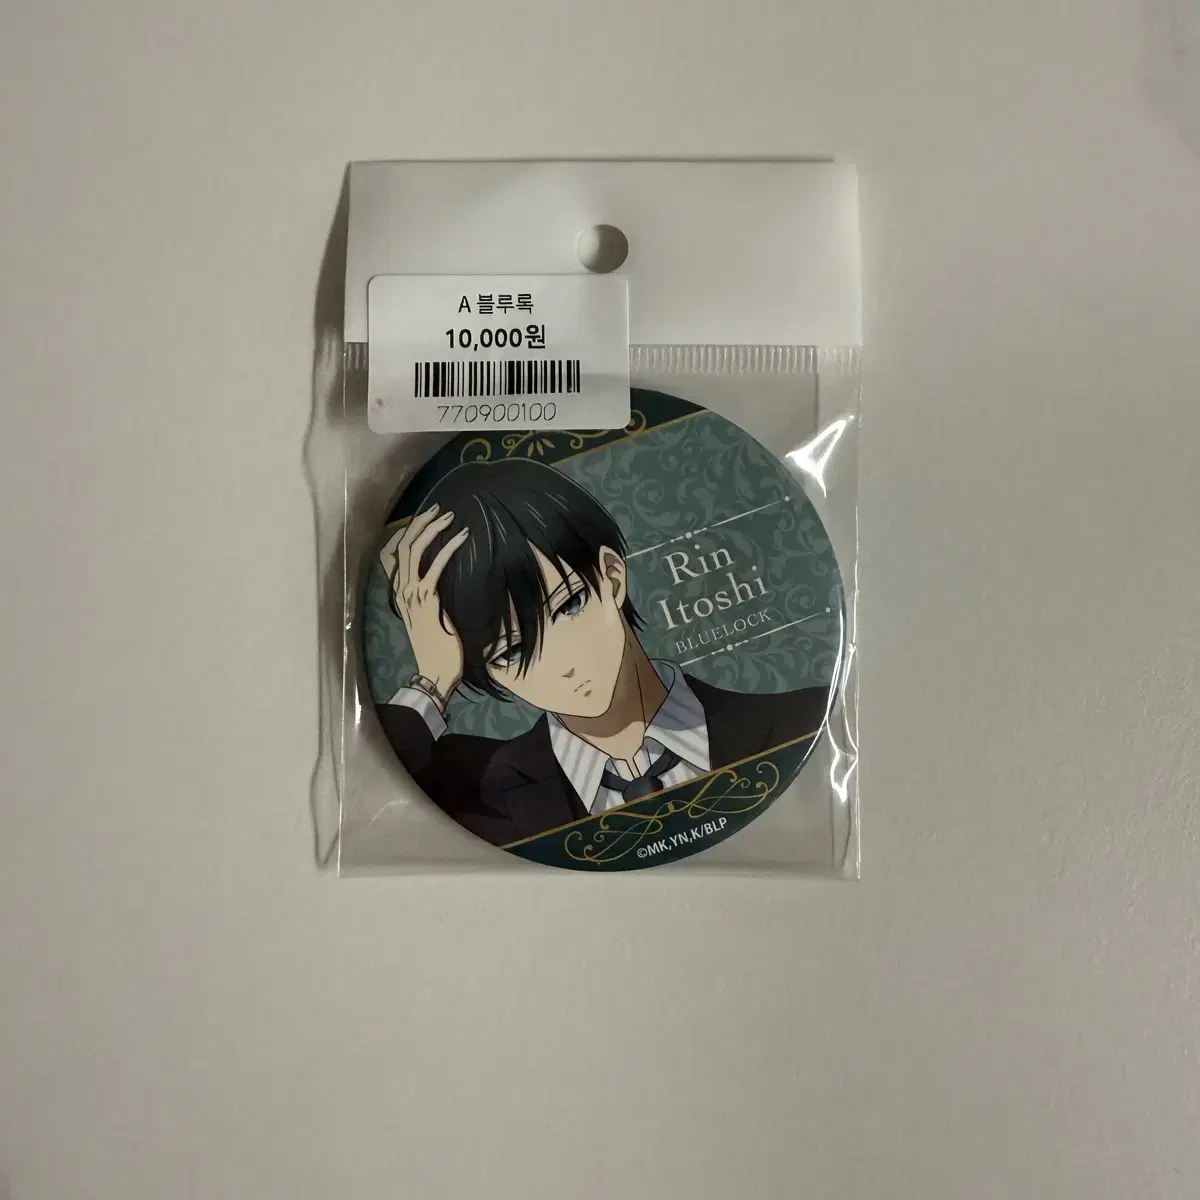 A 블루록
10,000원
770900100
Rin
Itoshi
BLUELOCK
©MK,YN,K/BLP